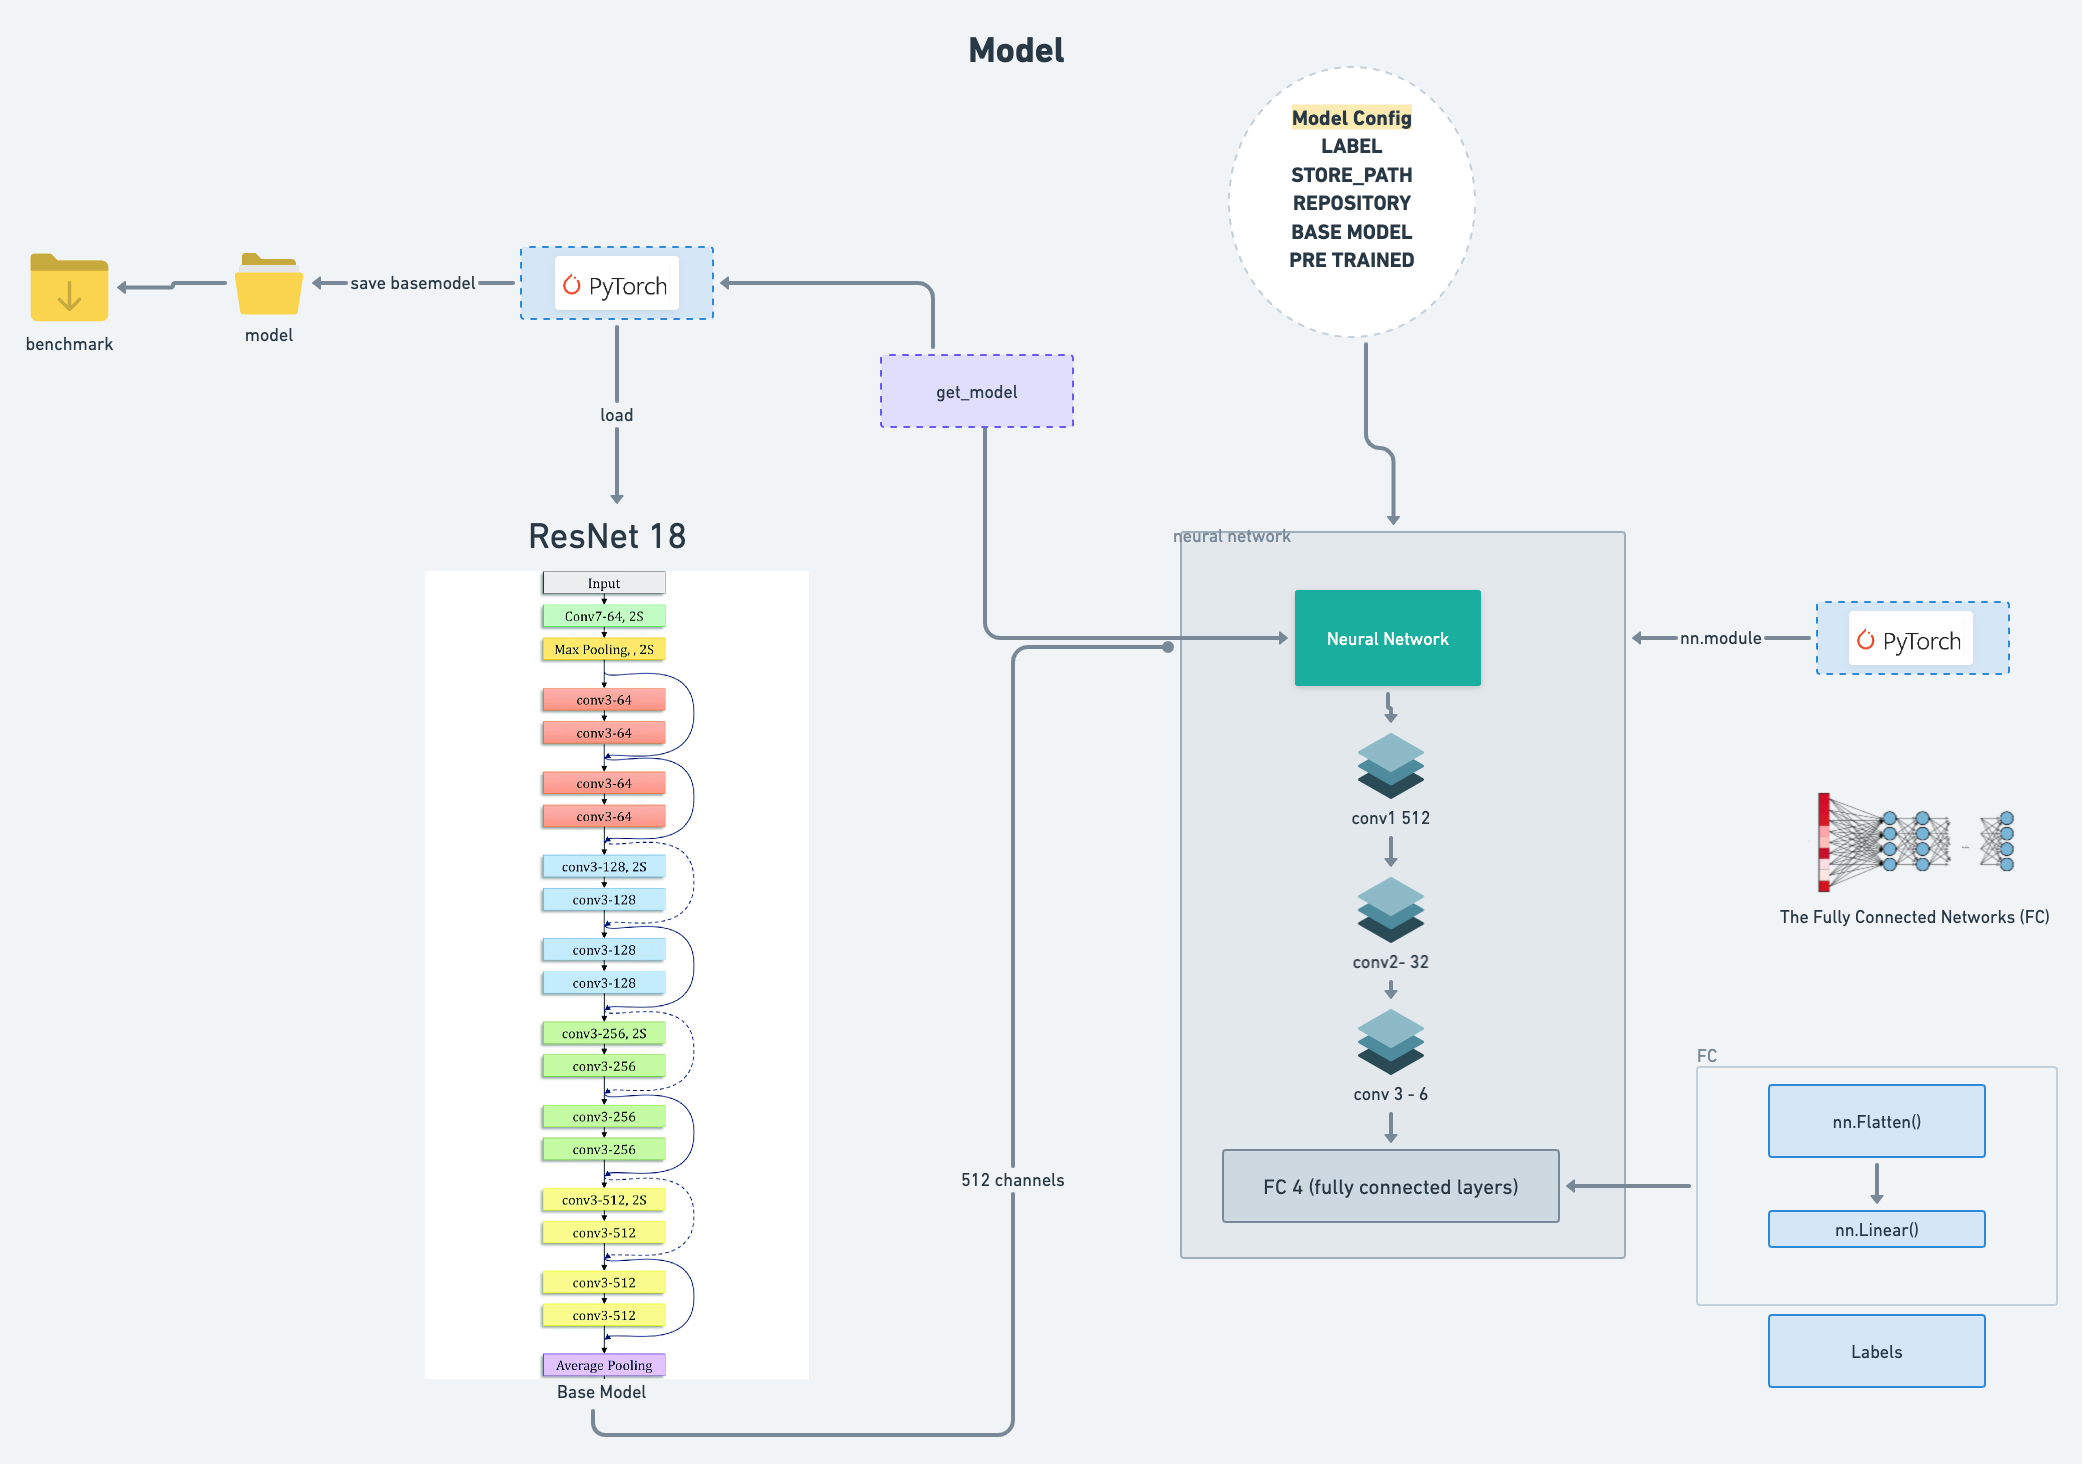 Model
Model Config
LABEL
STORE_PATH
REPOSITORY
BASE MODEL
PRE TRAINED
benchmark
model
save basemodel
PyTorch
get_model
load
ResNet 18
Input
Conv7-64, 2S
Max Pooling, , 2S
conv3-64
conv3-64
conv3-64
conv3-64
conv3-128, 2S
conv3-128
conv3-128
conv3-128
conv3-256, 2S
conv3-256
conv3-256
conv3-256
conv3-512, 2S
conv3-512
conv3-512
conv3-512
Average Pooling
Base Model
512 channels
neural network
Neural Network
conv1 512
conv2- 32
conv 3 - 6
FC 4 (fully connected layers)
nn.module
PyTorch
...
The Fully Connected Networks (FC)
FC
nn.Flatten()
nn.Linear()
Labels